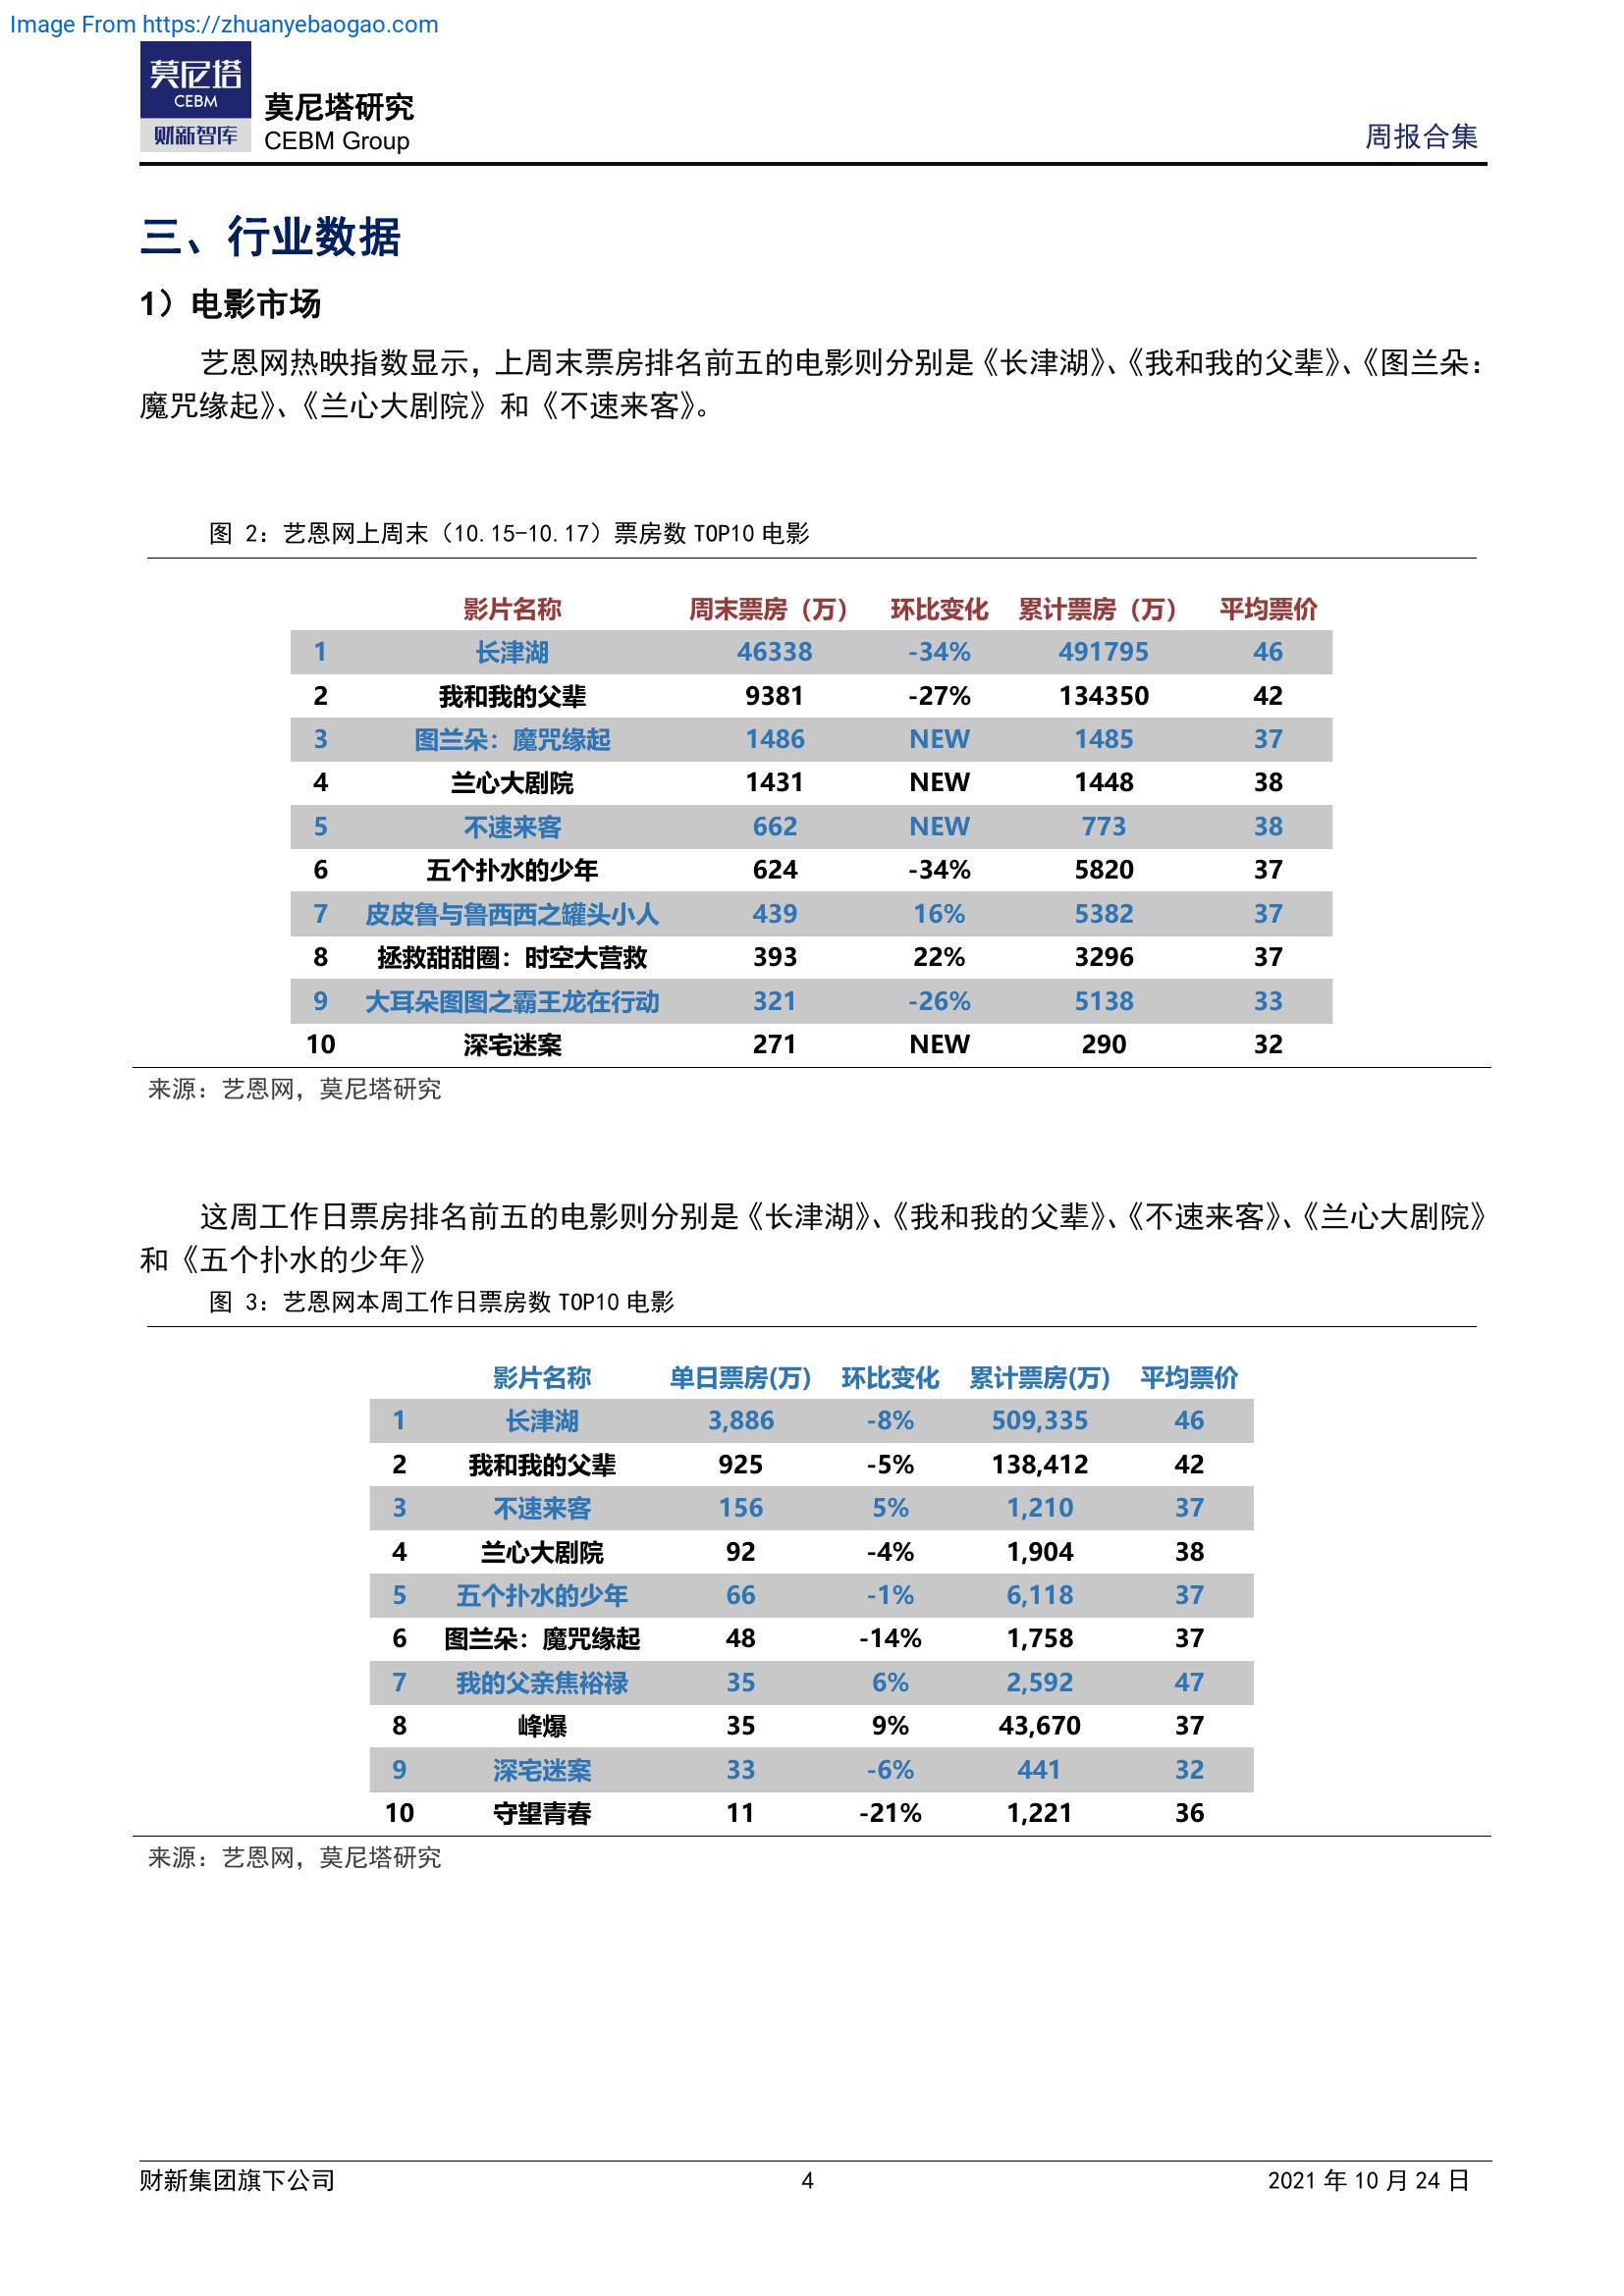 Image From https://zhuanyebaogao.com
莫尼塔
CEBM
财新智库
莫尼塔研究
CEBM Group
周报合集
三、行业数据
1）电影市场
艺恩网热映指数显示，上周末票房排名前五的电影则分别是《长津湖》、《我和我的父辈》、《图兰朵：
魔咒缘起》、《兰心大剧院》和《不速来客》。
图 2：艺恩网上周末（10.15-10.17）票房数 TOP10 电影
影片名称 周末票房（万） 环比变化 累计票房（万） 平均票价
1 长津湖 46338 -34% 491795 46
2 我和我的父辈 9381 -27% 134350 42
3 图兰朵：魔咒缘起 1486 NEW 1485 37
4 兰心大剧院 1431 NEW 1448 38
5 不速来客 662 NEW 773 38
6 五个扑水的少年 624 -34% 5820 37
7 皮皮鲁与鲁西西之罐头小人 439 16% 5382 37
8 拯救甜甜圈：时空大营救 393 22% 3296 37
9 大耳朵图图之霸王龙在行动 321 -26% 5138 33
10 深宅迷案 271 NEW 290 32
来源：艺恩网，莫尼塔研究
这周工作日票房排名前五的电影则分别是《长津湖》、《我和我的父辈》、《不速来客》、《兰心大剧院》
和《五个扑水的少年》
图 3：艺恩网本周工作日票房数 TOP10 电影
影片名称 单日票房(万) 环比变化 累计票房(万) 平均票价
1 长津湖 3,886 -8% 509,335 46
2 我和我的父辈 925 -5% 138,412 42
3 不速来客 156 5% 1,210 37
4 兰心大剧院 92 -4% 1,904 38
5 五个扑水的少年 66 -1% 6,118 37
6 图兰朵：魔咒缘起 48 -14% 1,758 37
7 我的父亲焦裕禄 35 6% 2,592 47
8 峰爆 35 9% 43,670 37
9 深宅迷案 33 -6% 441 32
10 守望青春 11 -21% 1,221 36
来源：艺恩网，莫尼塔研究
财新集团旗下公司 4 2021 年 10 月 24 日